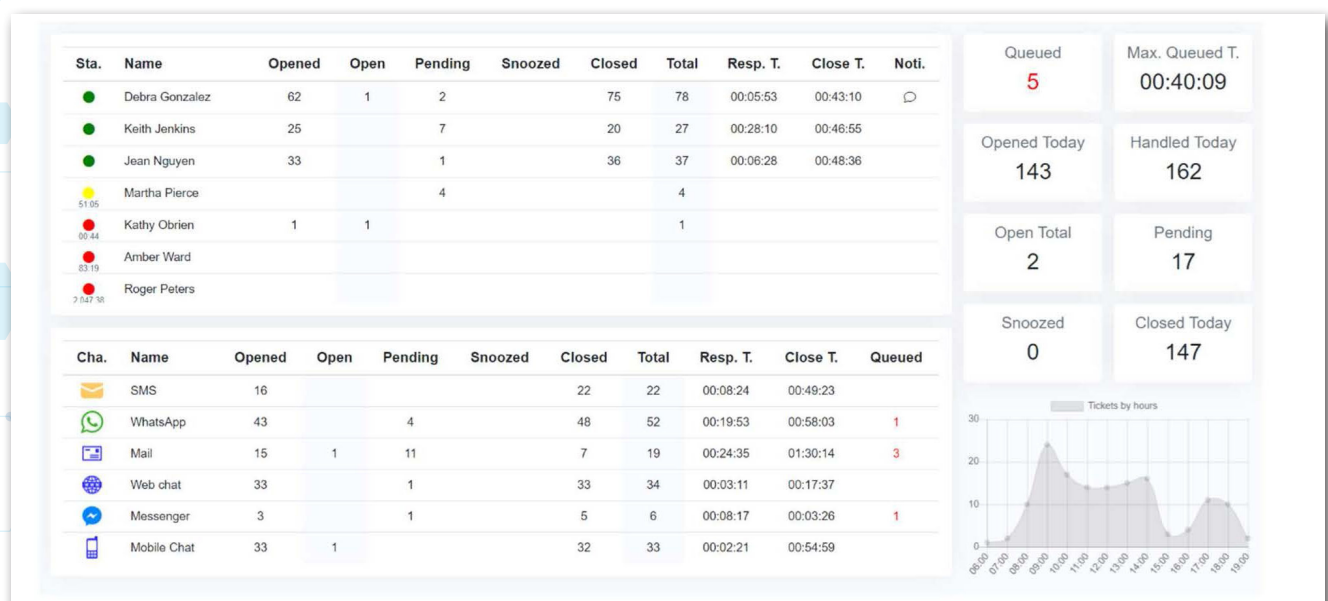 Sta. Name Opened Open Pending Snoozed Closed Total Resp. T. Close T. Noti.
Debra Gonzalez 62 1 2 75 78 00:05:53 00:43:10
Keith Jenkins 25 7 20 27 00:28:10 00:46:55
Jean Nguyen 33 1 36 37 00:06:28 00:48:36
Martha Pierce 4 4
51:05
Kathy Obrien 1 1 1
00:44
Amber Ward
83:19
Roger Peters
2.047:38
Cha. Name Opened Open Pending Snoozed Closed Total Resp. T. Close T. Queued
SMS 16 22 22 00:08:24 00:49:23
WhatsApp 43 4 48 52 00:19:53 00:58:03 1
Mail 15 1 11 7 19 00:24:35 01:30:14 3
Web chat 33 1 33 34 00:03:11 00:17:37
Messenger 3 1 5 6 00:08:17 00:03:26 1
Mobile Chat 33 1 32 33 00:02:21 00:54:59
Queued
5
Max. Queued T.
00:40:09
Opened Today
143
Handled Today
162
Open Total
2
Pending
17
Snoozed
0
Closed Today
147
Tickets by hours
30
20
10
0
06:00 07:00 08:00 09:00 10:00 11:00 12:00 13:00 14:00 15:00 16:00 17:00 18:00 19:00